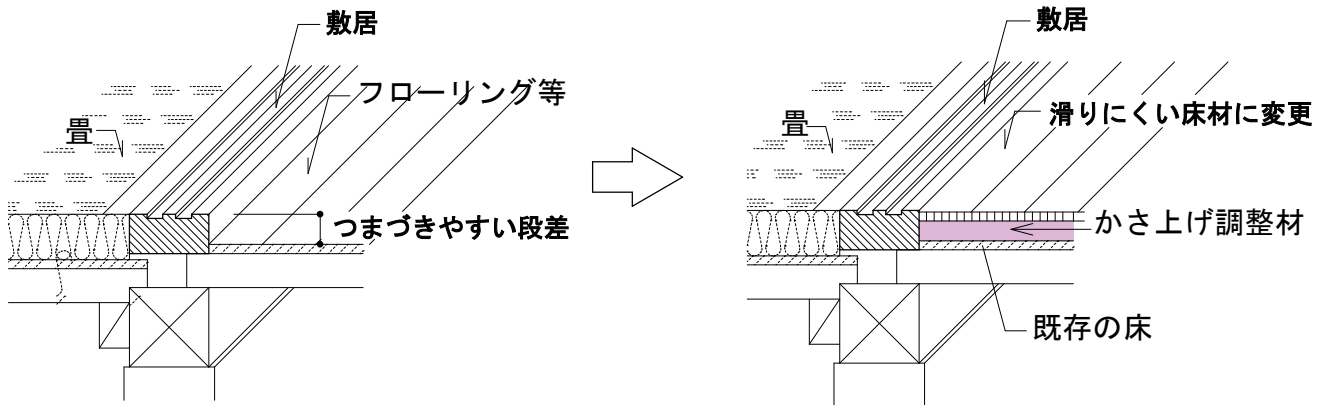 敷居
フローリング等
畳
つまづきやすい段差
敷居
滑りにくい床材に変更
畳
かさ上げ調整材
既存の床